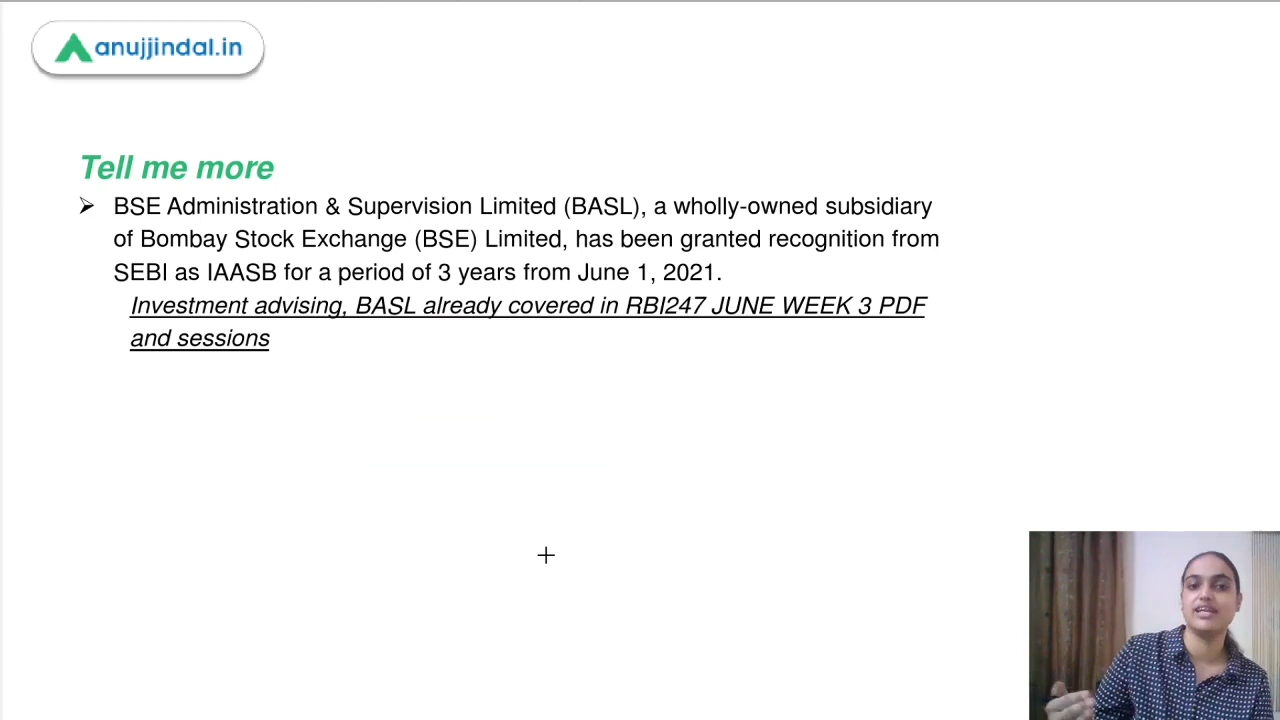 anujjindal.in
Tell me more
➢ BSE Administration & Supervision Limited (BASL), a wholly-owned subsidiary
of Bombay Stock Exchange (BSE) Limited, has been granted recognition from
SEBI as IAASB for a period of 3 years from June 1, 2021.
Investment advising, BASL already covered in RBI247 JUNE WEEK 3 PDF
and sessions